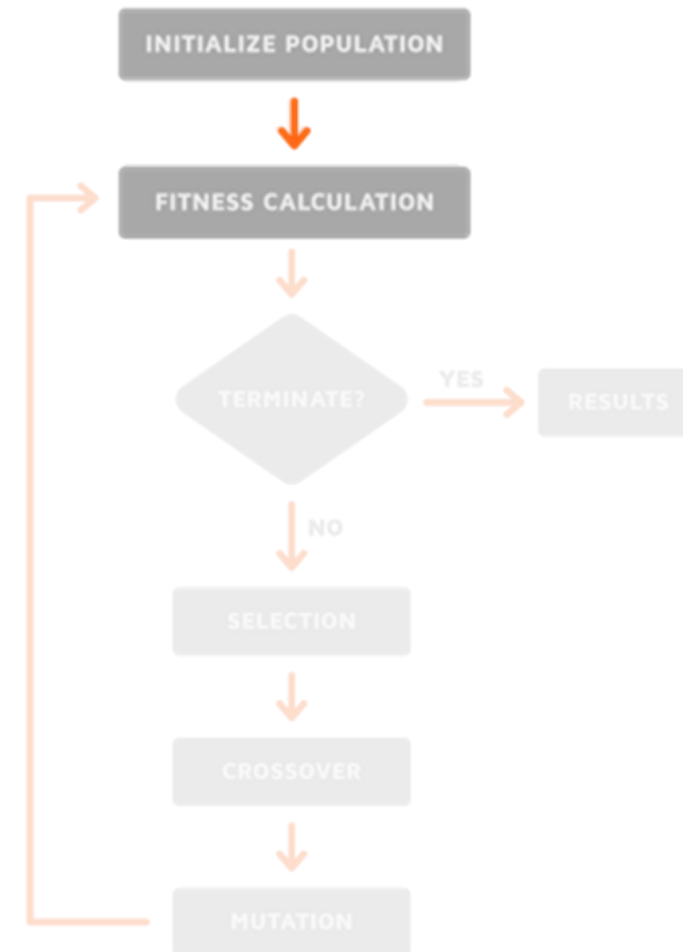 INITIALIZE POPULATION
FITNESS CALCULATION
TERMINATE?
YES
RESULTS
NO
SELECTION
CROSSOVER
MUTATION